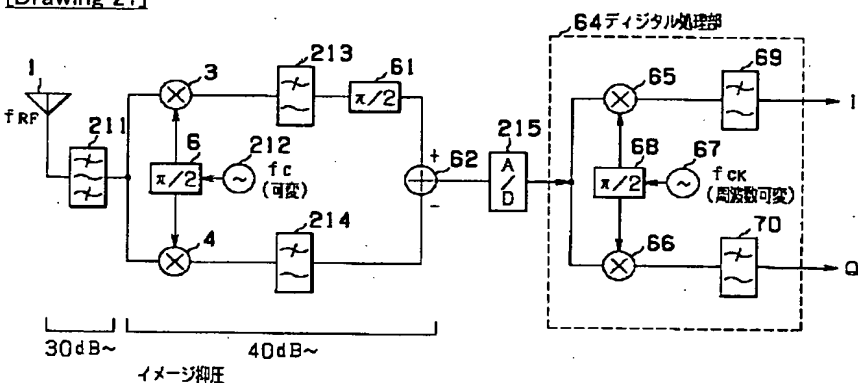 [Drawing 21]
64 ディジタル処理部
1
fRF
211
3
213
61
π/2
6
π/2
212
fC
(可変)
4
214
+
62
-
215
A/D
65
69
I
68
π/2
67
fCK
(周波数可変)
66
70
Q
30dB~
40dB~
イメージ抑圧